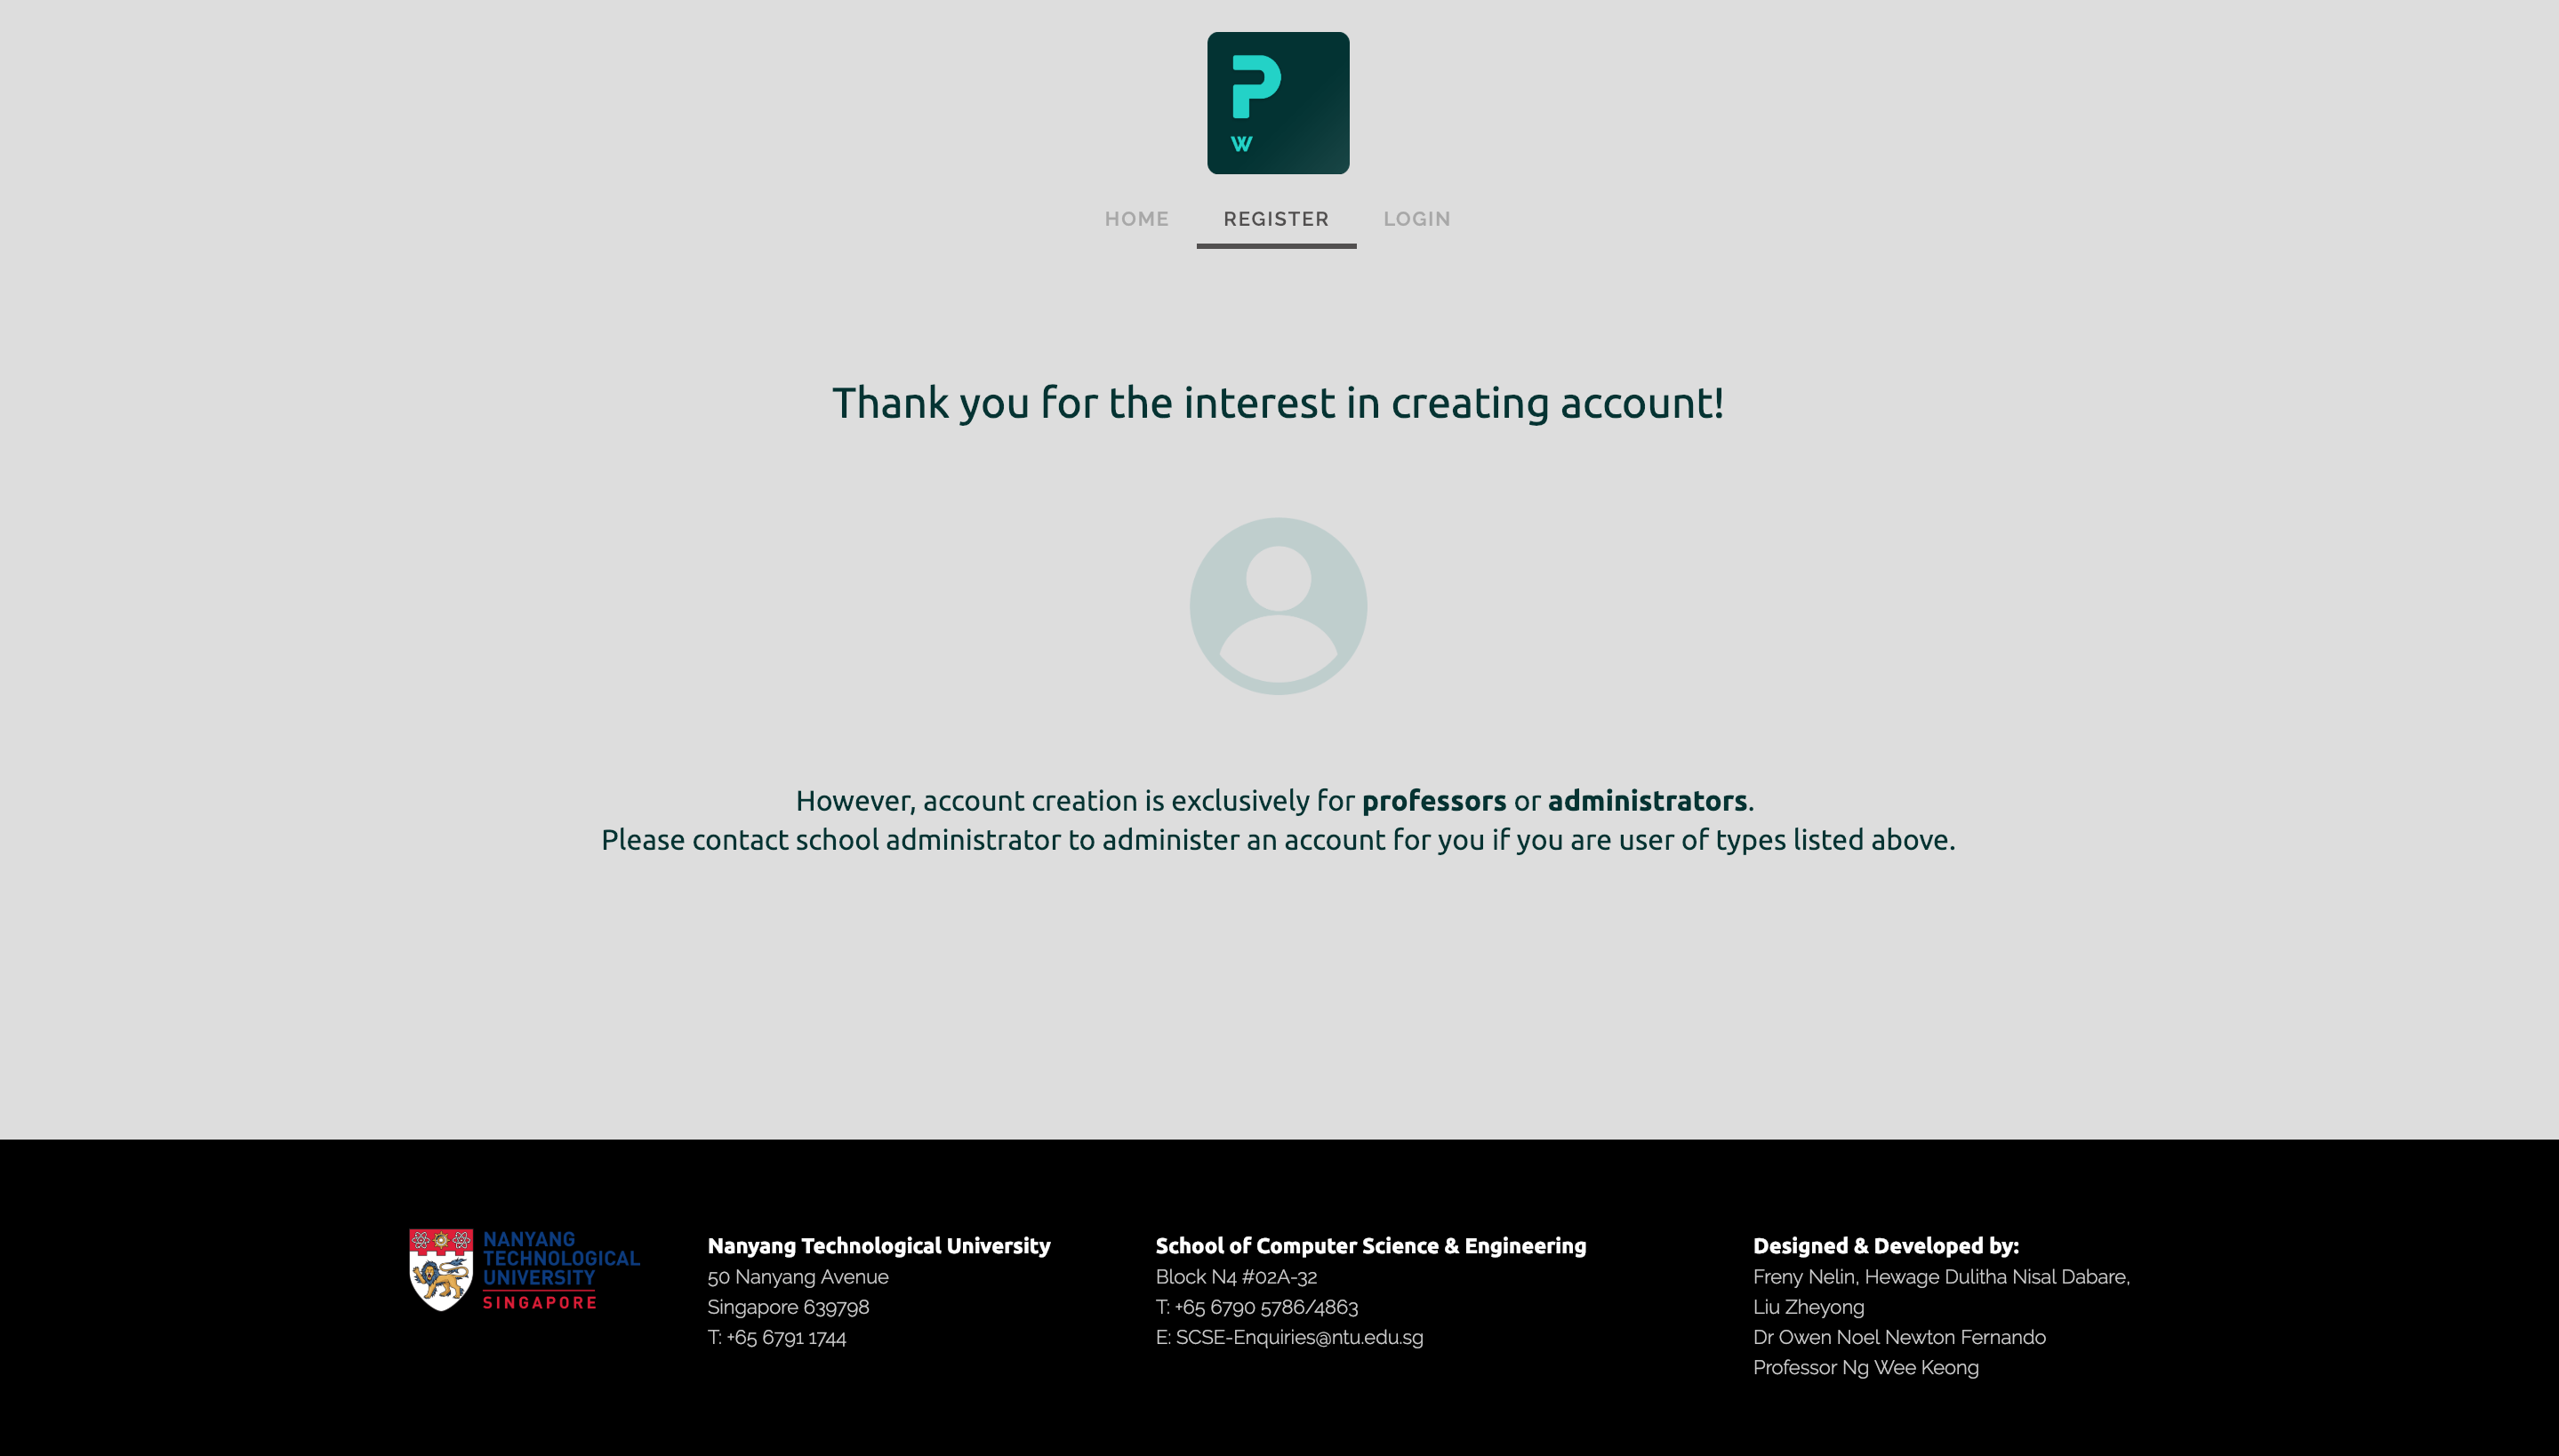 P
W
HOME REGISTER LOGIN
Thank you for the interest in creating account!
However, account creation is exclusively for professors or administrators.
Please contact school administrator to administer an account for you if you are user of types listed above.
NANYANG
TECHNOLOGICAL
UNIVERSITY
SINGAPORE
Nanyang Technological University
50 Nanyang Avenue
Singapore 639798
T: +65 6791 1744
School of Computer Science & Engineering
Block N4 #02A-32
T: +65 6790 5786/4863
E: SCSE-Enquiries@ntu.edu.sg
Designed & Developed by:
Freny Nelin, Hewage Dulitha Nisal Dabare,
Liu Zheyong
Dr Owen Noel Newton Fernando
Professor Ng Wee Keong